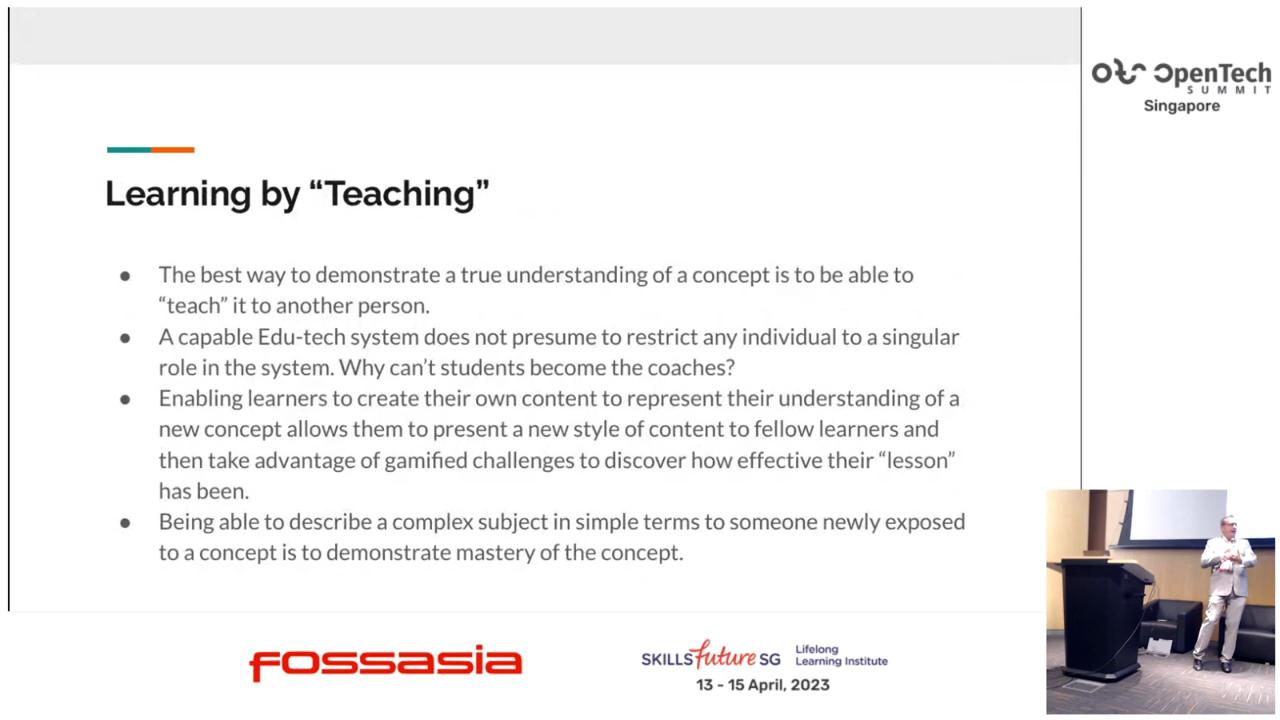 Learning by “Teaching”
● The best way to demonstrate a true understanding of a concept is to be able to
“teach” it to another person.
● A capable Edu-tech system does not presume to restrict any individual to a singular
role in the system. Why can’t students become the coaches?
● Enabling learners to create their own content to represent their understanding of a
new concept allows them to present a new style of content to fellow learners and
then take advantage of gamified challenges to discover how effective their “lesson”
has been.
● Being able to describe a complex subject in simple terms to someone newly exposed
to a concept is to demonstrate mastery of the concept.
ots OpenTech
SUMMIT
Singapore
fossasia
SKILLSfuture SG
Lifelong
Learning Institute
13 - 15 April, 2023